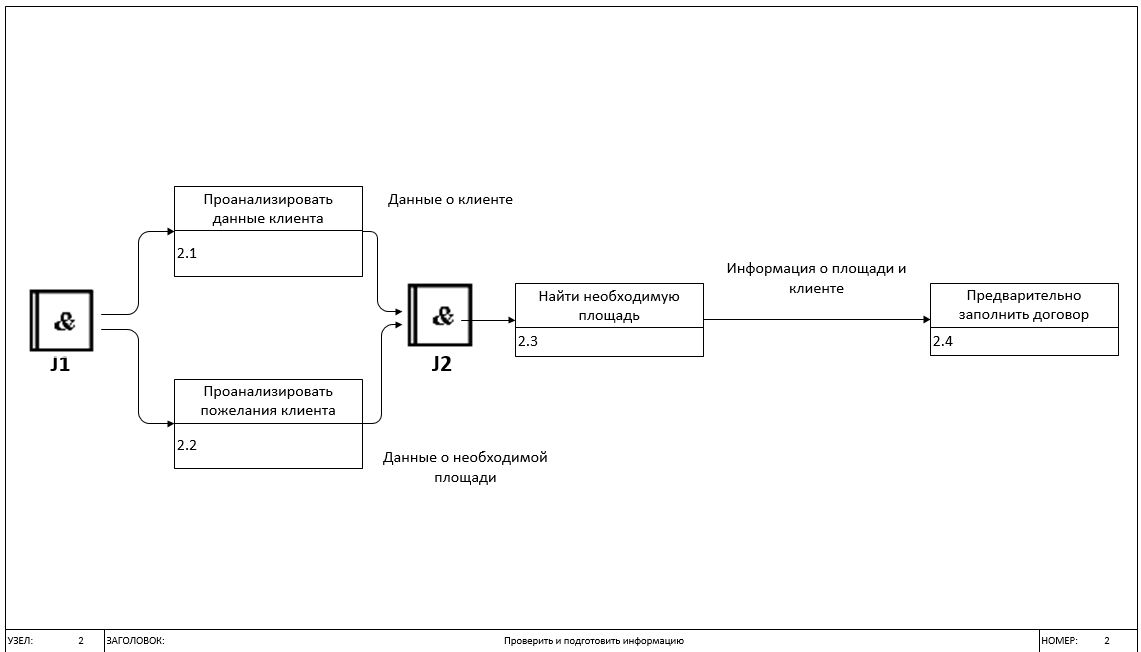 Проанализировать
данные клиента
2.1
Данные о клиенте
&
J1
&
J2
Найти необходимую
площадь
2.3
Информация о площади и
клиенте
Предварительно
заполнить договор
2.4
Проанализировать
пожелания клиента
2.2
Данные о необходимой
площади
УЗЕЛ: 2 ЗАГОЛОВОК: Проверить и подготовить информацию НОМЕР: 2